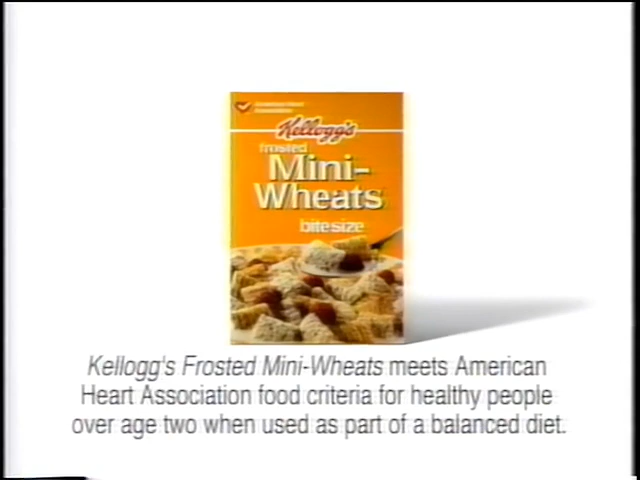 Kellogg's
frosted
Mini-
Wheats
bite size
Kellogg's Frosted Mini-Wheats meets American
Heart Association food criteria for healthy people
over age two when used as part of a balanced diet.